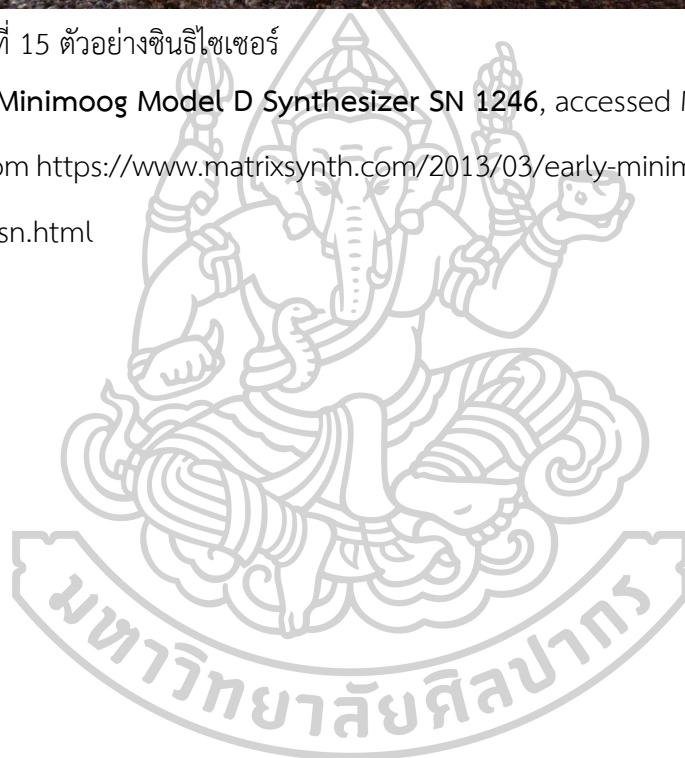 ที่ 15 ตัวอย่างซินธิไซเซอร์
Minimoog Model D Synthesizer SN 1246, accessed
om https://www.matrixsynth.com/2013/03/early-minim
sn.html
มหาวิทยาลัยศิลปากร